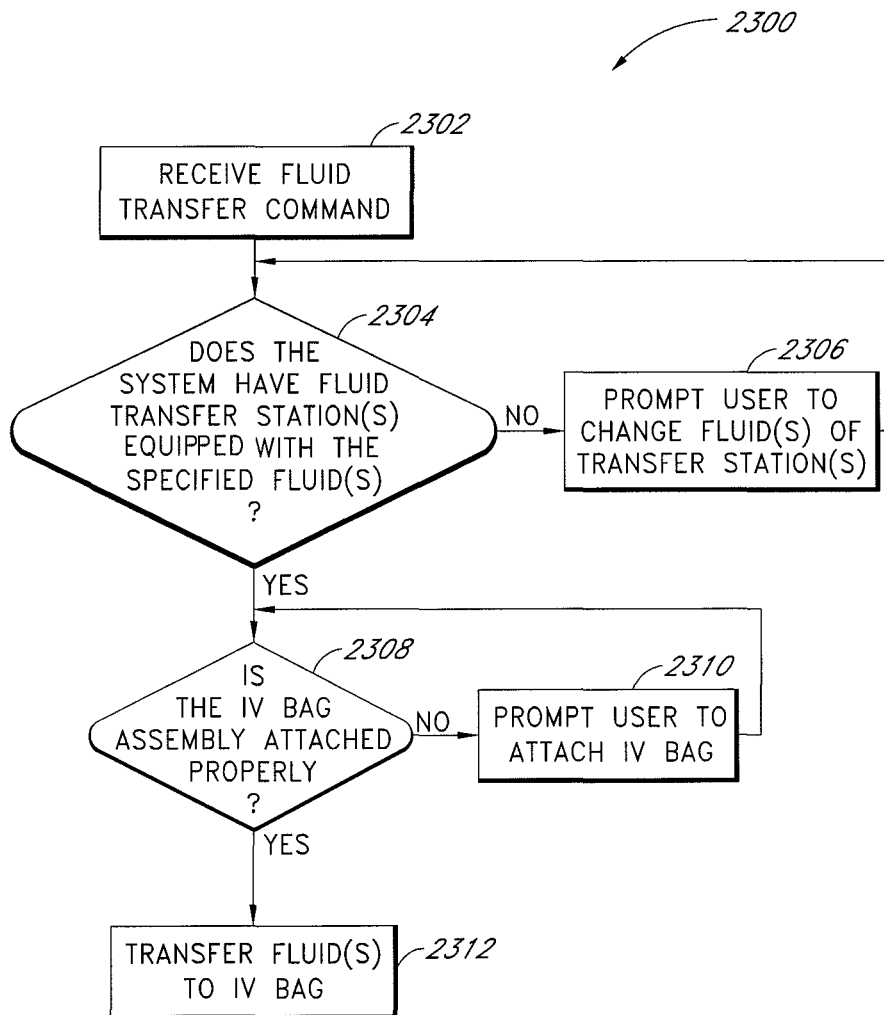 2300
2302
RECEIVE FLUID
TRANSFER COMMAND
2304
DOES THE
SYSTEM HAVE FLUID
TRANSFER STATION(S)
EQUIPPED WITH THE
SPECIFIED FLUID(S)
?
NO
2306
PROMPT USER TO
CHANGE FLUID(S) OF
TRANSFER STATION(S)
YES
2308
IS
THE IV BAG
ASSEMBLY ATTACHED
PROPERLY
?
NO
2310
PROMPT USER TO
ATTACH IV BAG
YES
TRANSFER FLUID(S)
TO IV BAG
2312